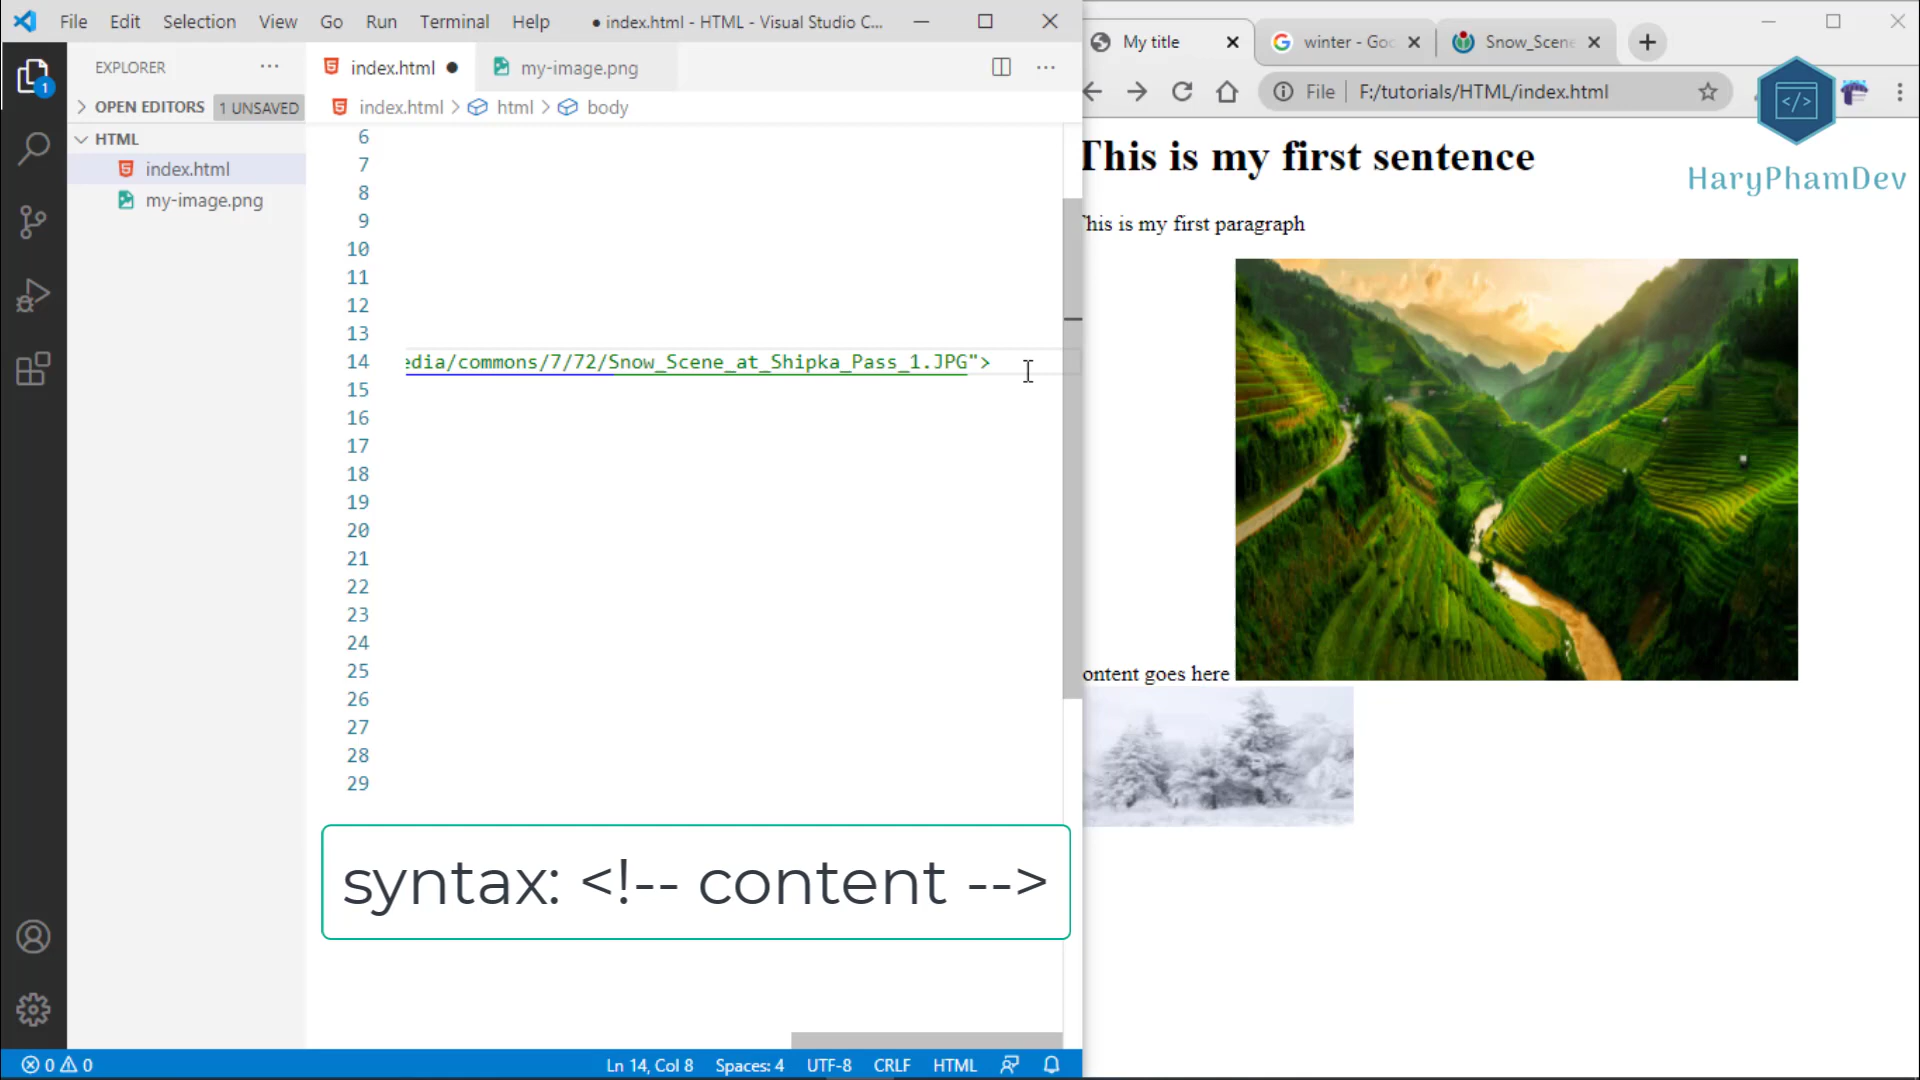 File Edit Selection View Go Run Terminal Help ● index.html - HTML - Visual Studio C...
My title
winter - Goo
Snow_Scene
EXPLORER
index.html
my-image.png
OPEN EDITORS 1 UNSAVED
index.html > html > body
File F:/tutorials/HTML/index.html
HTML
index.html
my-image.png
1
6
7
8
9
10
11
12
13
14 edia/commons/7/72/Snow_Scene_at_Shipka_Pass_1.JPG">
15
16
17
18
19
20
21
22
23
24
25
26
27
28
29
syntax: <!-- content -->
This is my first sentence
HaryPhamDev
This is my first paragraph
ontent goes here
0 0
Ln 14, Col 8 Spaces: 4 UTF-8 CRLF HTML